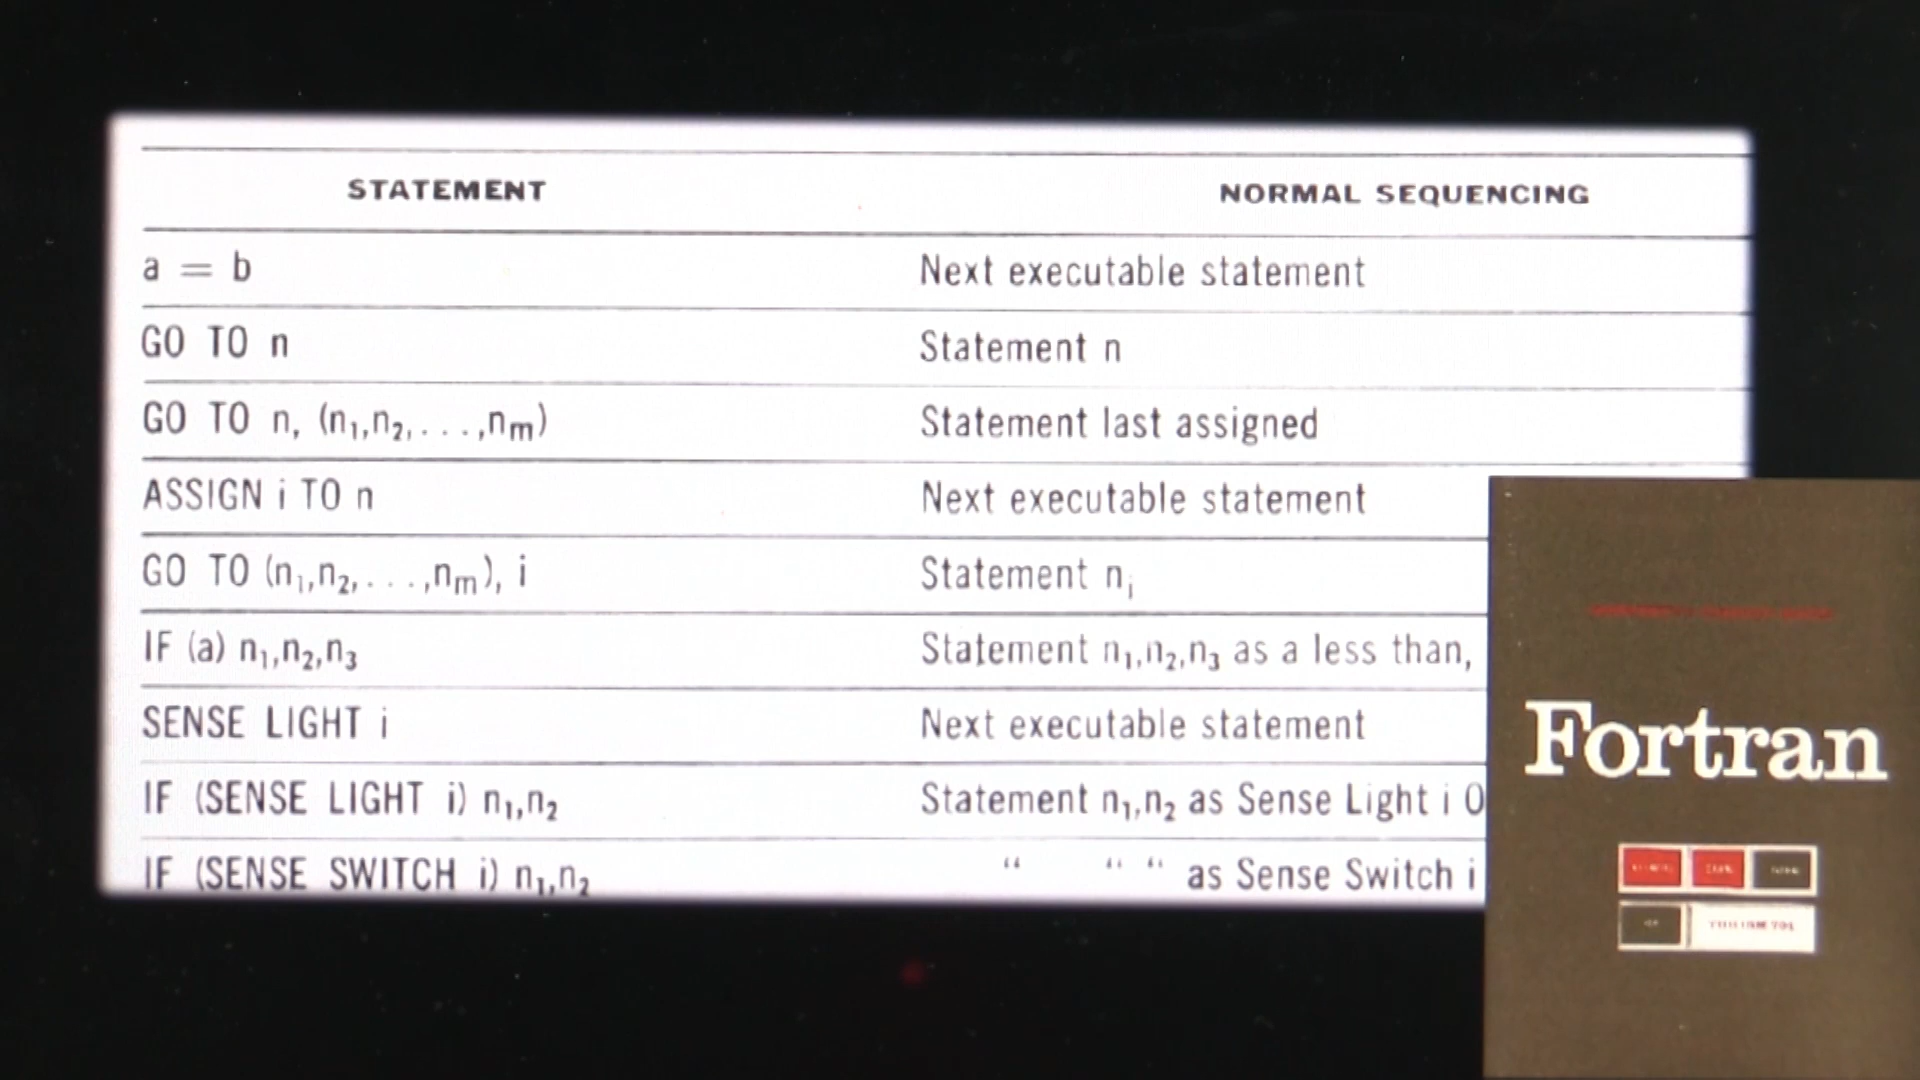 STATEMENT NORMAL SEQUENCING
a = b Next executable statement
GO TO n Statement n
GO TO n, (n₁,n₂,...,nₘ) Statement last assigned
ASSIGN i TO n Next executable statement
GO TO (n₁,n₂,...,nₘ), i Statement nᵢ
IF (a) n₁,n₂,n₃ Statement n₁,n₂,n₃ as a less than,
SENSE LIGHT i Next executable statement
IF (SENSE LIGHT i) n₁,n₂ Statement n₁,n₂ as Sense Light i O
IF (SENSE SWITCH i) n₁,n₂ “ “ “ as Sense Switch i
Fortran